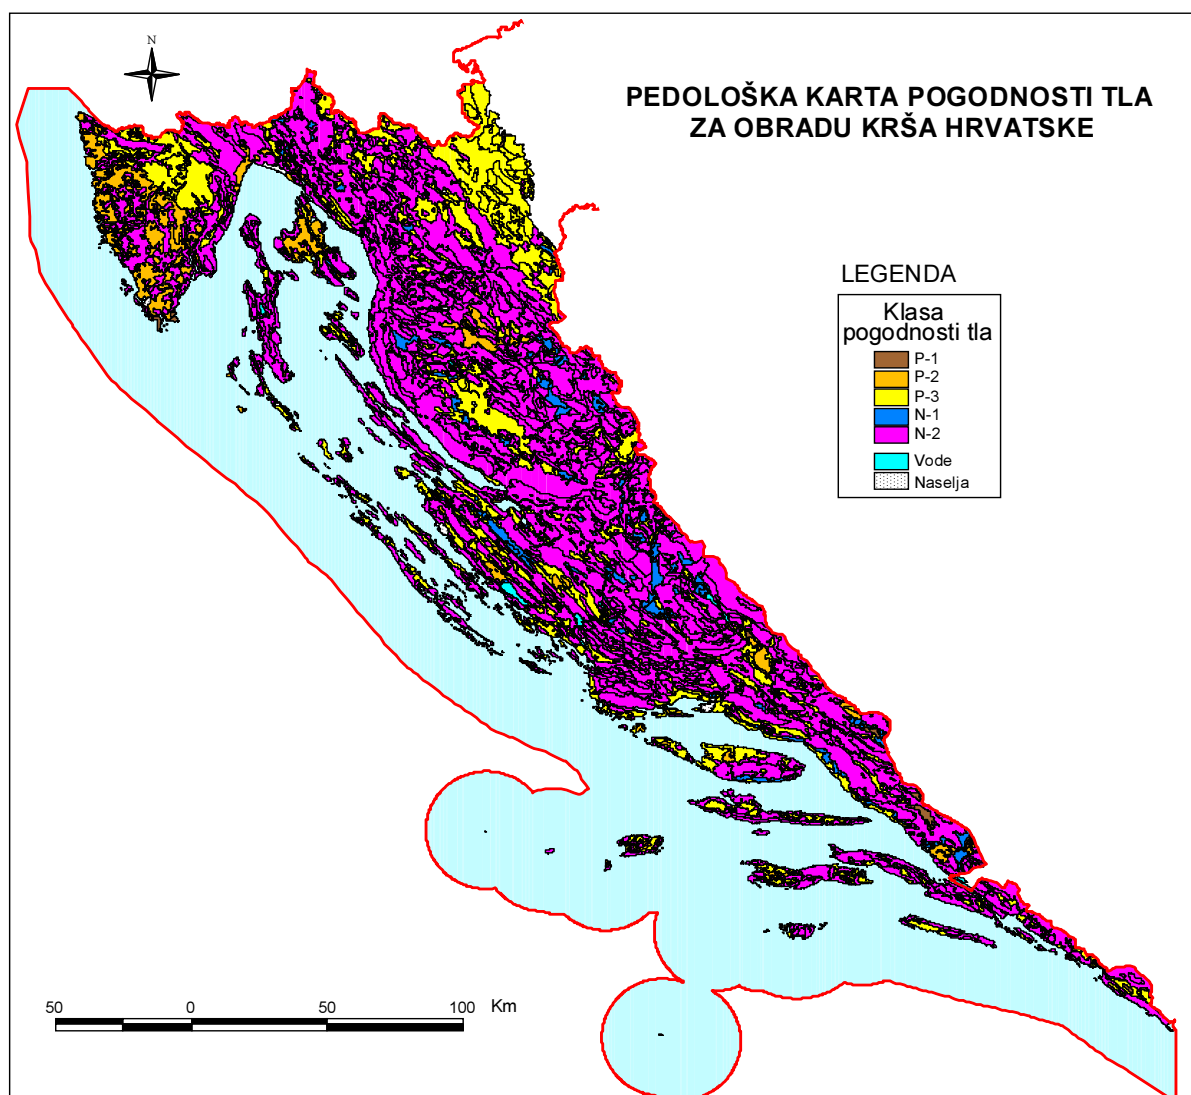 N
PEDOLOŠKA KARTA POGODNOSTI TLA
ZA OBRADU KRŠA HRVATSKE
LEGENDA
Klasa
pogodnosti tla
P-1
P-2
P-3
N-1
N-2
Vode
Naselja
50 0 50 100 Km